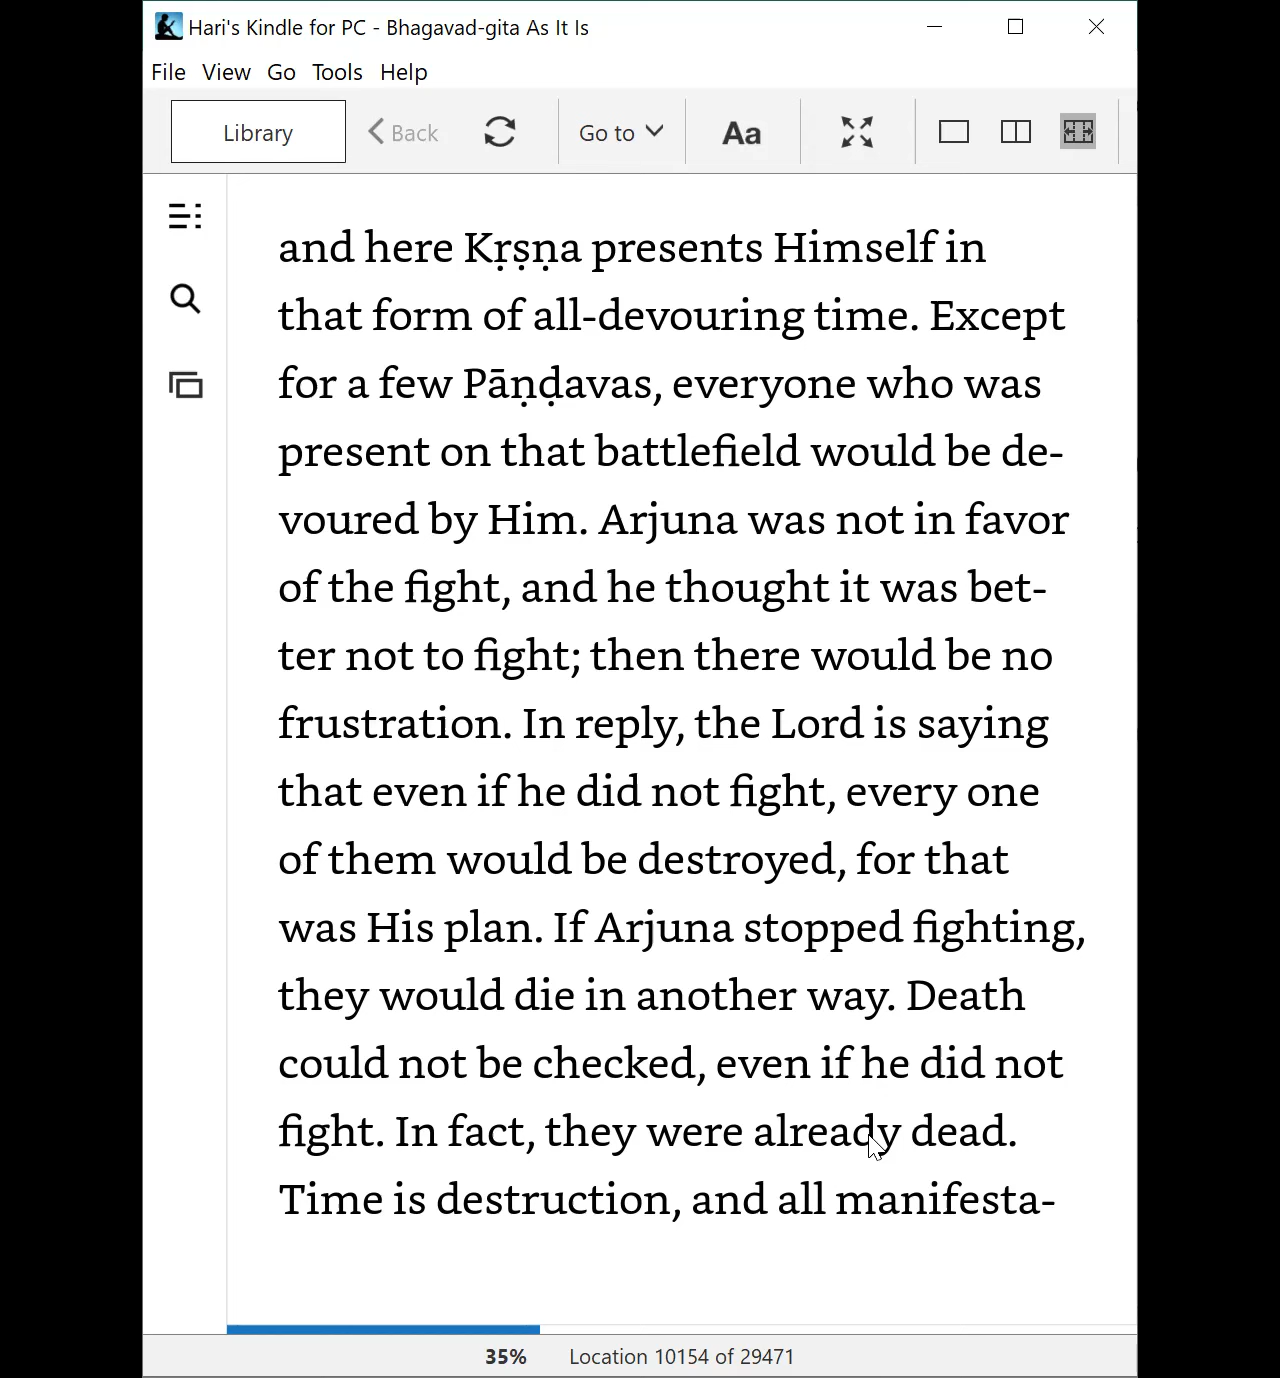 Hari's Kindle for PC - Bhagavad-gita As It Is
File View Go Tools Help
Library Back Go to Aa
and here Kṛṣṇa presents Himself in
that form of all-devouring time. Except
for a few Pāṇḍavas, everyone who was
present on that battlefield would be de-
voured by Him. Arjuna was not in favor
of the fight, and he thought it was bet-
ter not to fight; then there would be no
frustration. In reply, the Lord is saying
that even if he did not fight, every one
of them would be destroyed, for that
was His plan. If Arjuna stopped fighting,
they would die in another way. Death
could not be checked, even if he did not
fight. In fact, they were already dead.
Time is destruction, and all manifesta-
35% Location 10154 of 29471